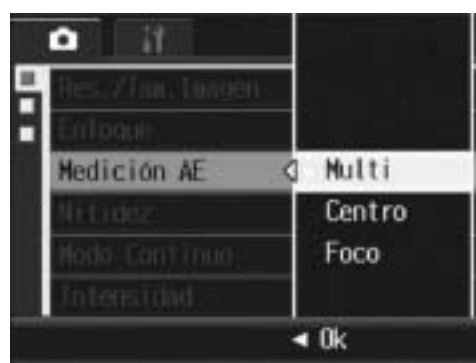 Res./Tam.Imagen
Enfoque
Medición AE
Multi
Nitidez
Centro
Modo Continuo
Foco
Intensidad
◄ Ok